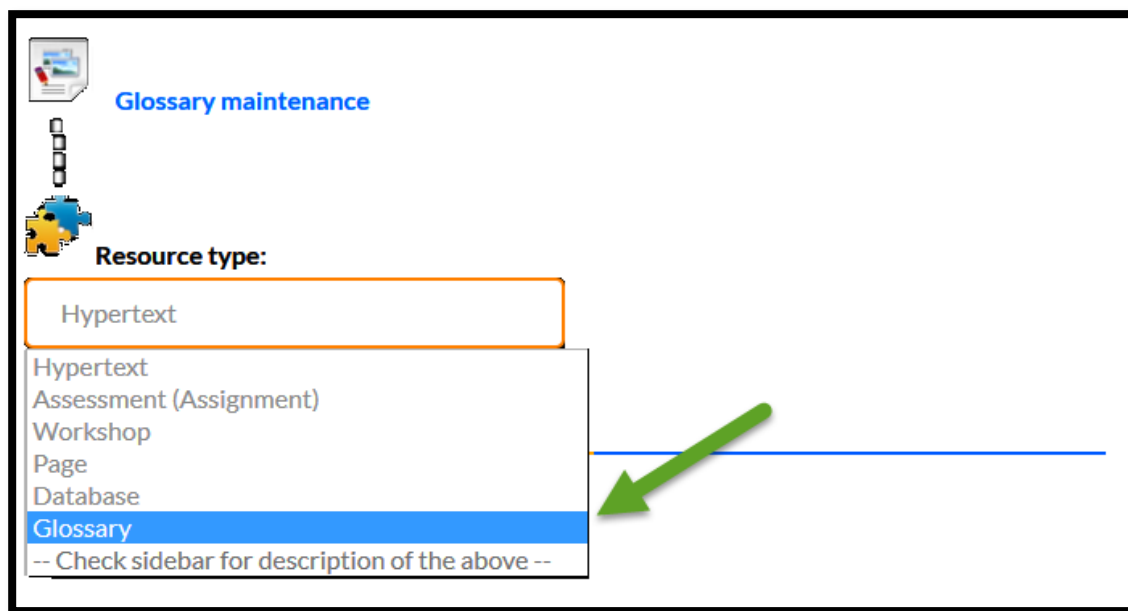 Glossary maintenance
Resource type:
Hypertext
Hypertext
Assessment (Assignment)
Workshop
Page
Database
Glossary
-- Check sidebar for description of the above --